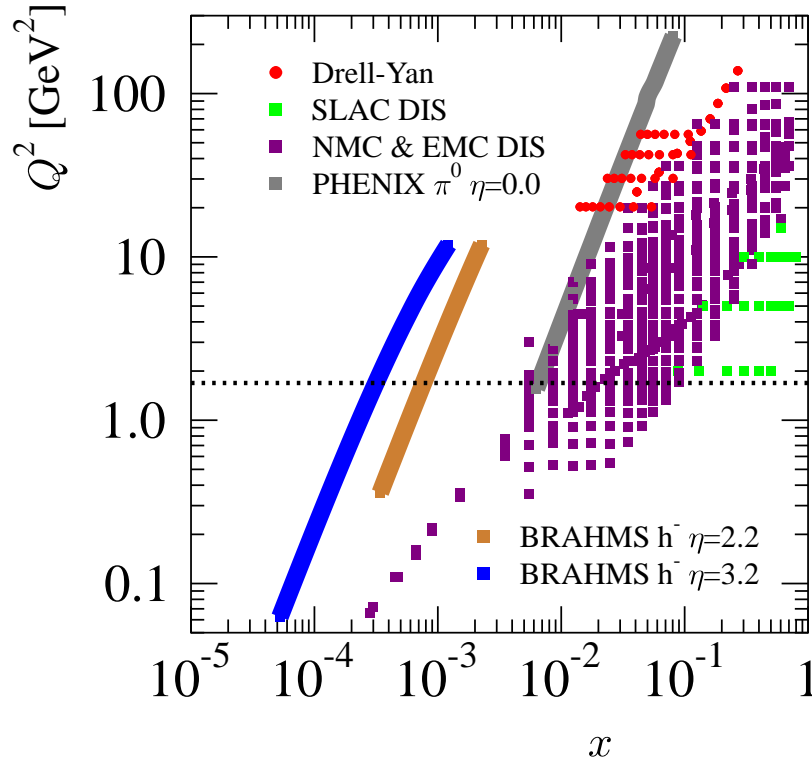 Q² [GeV²]
100
10
1.0
0.1
Drell-Yan
SLAC DIS
NMC & EMC DIS
PHENIX π⁰ η=0.0
BRAHMS h⁻ η=2.2
BRAHMS h⁻ η=3.2
10⁻⁵ 10⁻⁴ 10⁻³ 10⁻² 10⁻¹ 1
x